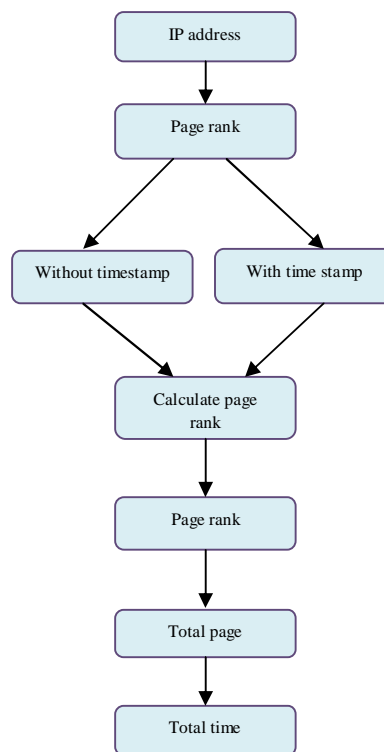 IP address
Page rank
Without timestamp
With time stamp
Calculate page
rank
Page rank
Total page
Total time